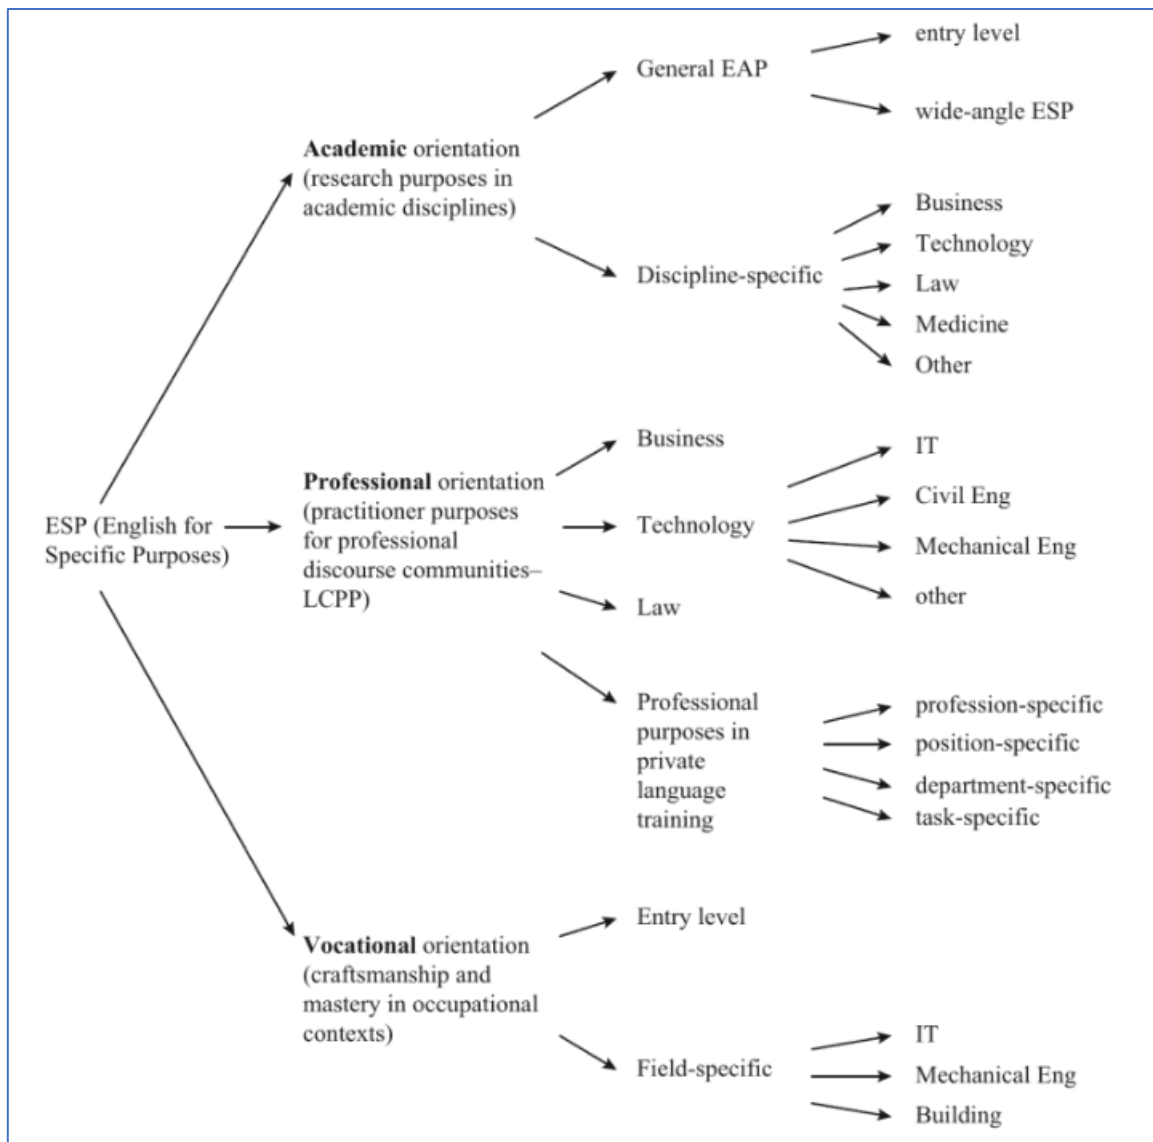 ESP (English for
Specific Purposes)
Academic orientation
(research purposes in
academic disciplines)
General EAP
entry level
wide-angle ESP
Discipline-specific
Business
Technology
Law
Medicine
Other
Professional orientation
(practitioner purposes
for professional
discourse communities–
LCPP)
Business
Technology
IT
Civil Eng
Mechanical Eng
other
Law
Professional
purposes in
private
language
training
profession-specific
position-specific
department-specific
task-specific
Vocational orientation
(craftsmanship and
mastery in occupational
contexts)
Entry level
Field-specific
IT
Mechanical Eng
Building